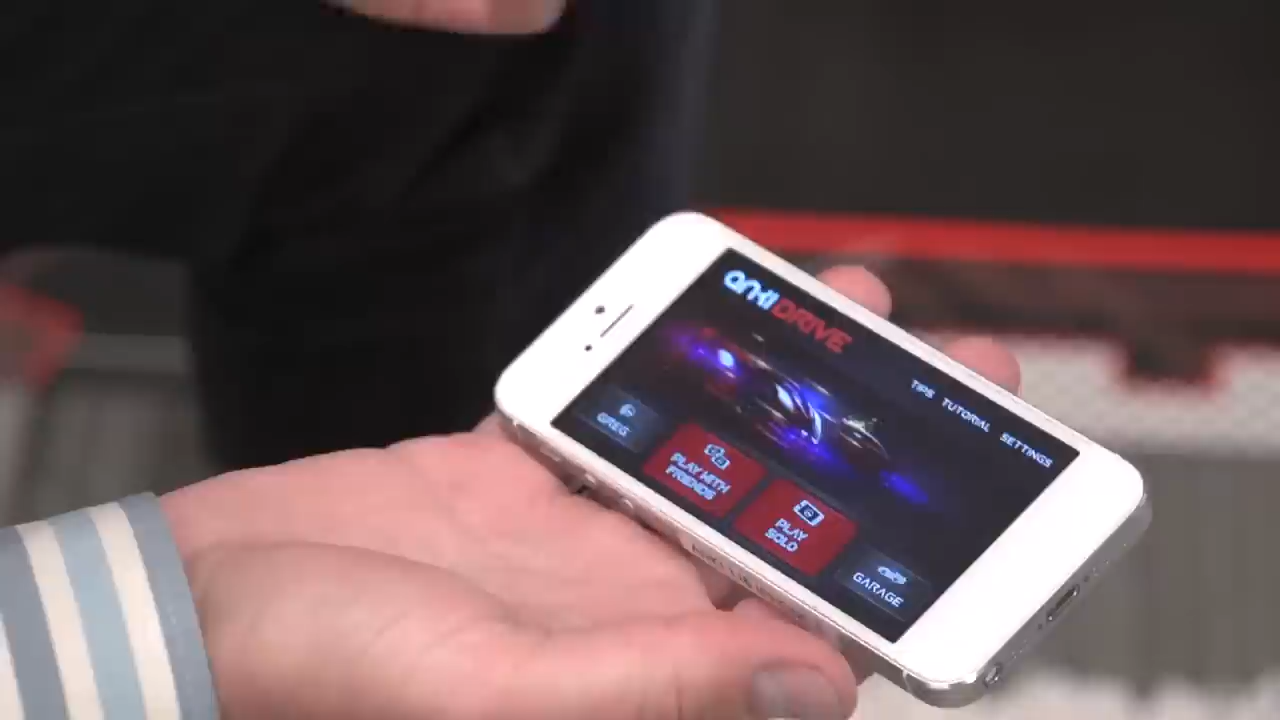 ANKI DRIVE
TIPS TUTORIAL SETTINGS
GREG
PLAY WITH
FRIENDS
PLAY
SOLO
GARAGE